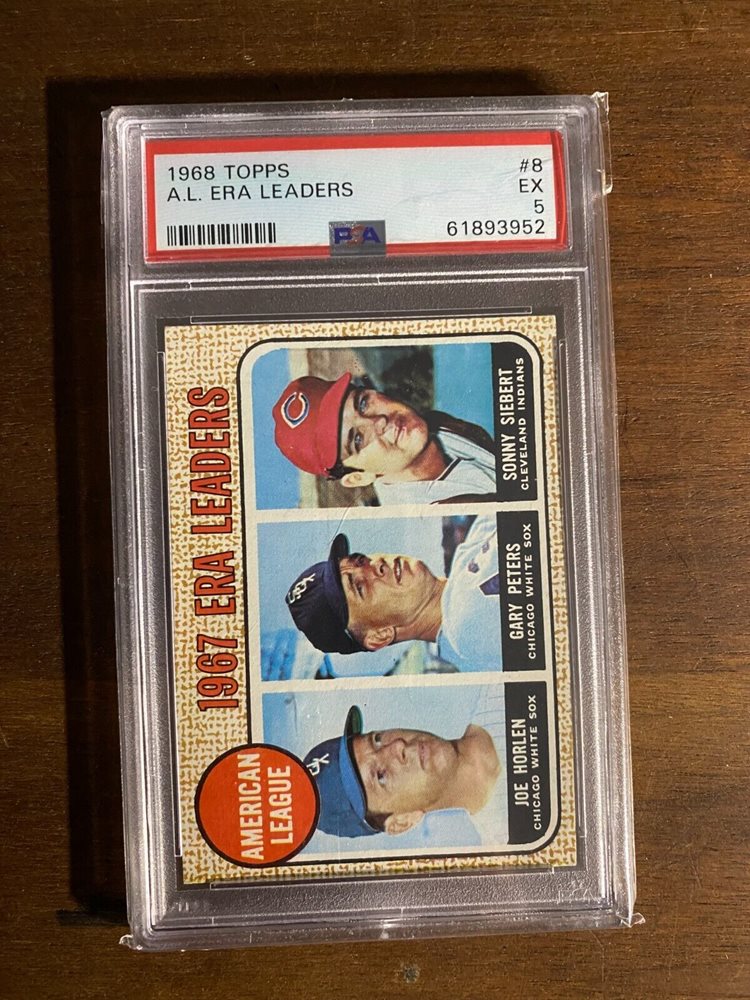 1968 TOPPS #8
A.L. ERA LEADERS EX
5
PSA 61893952
1967 ERA LEADERS
AMERICAN
LEAGUE
JOE HORLEN
CHICAGO WHITE SOX
GARY PETERS
CHICAGO WHITE SOX
SONNY SIEBERT
CLEVELAND INDIANS